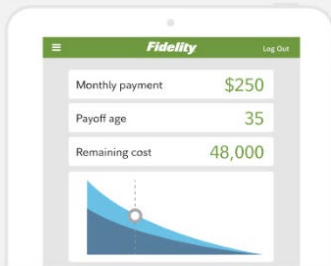 Fidelity
Log Out
Monthly payment $250
Payoff age 35
Remaining cost 48,000